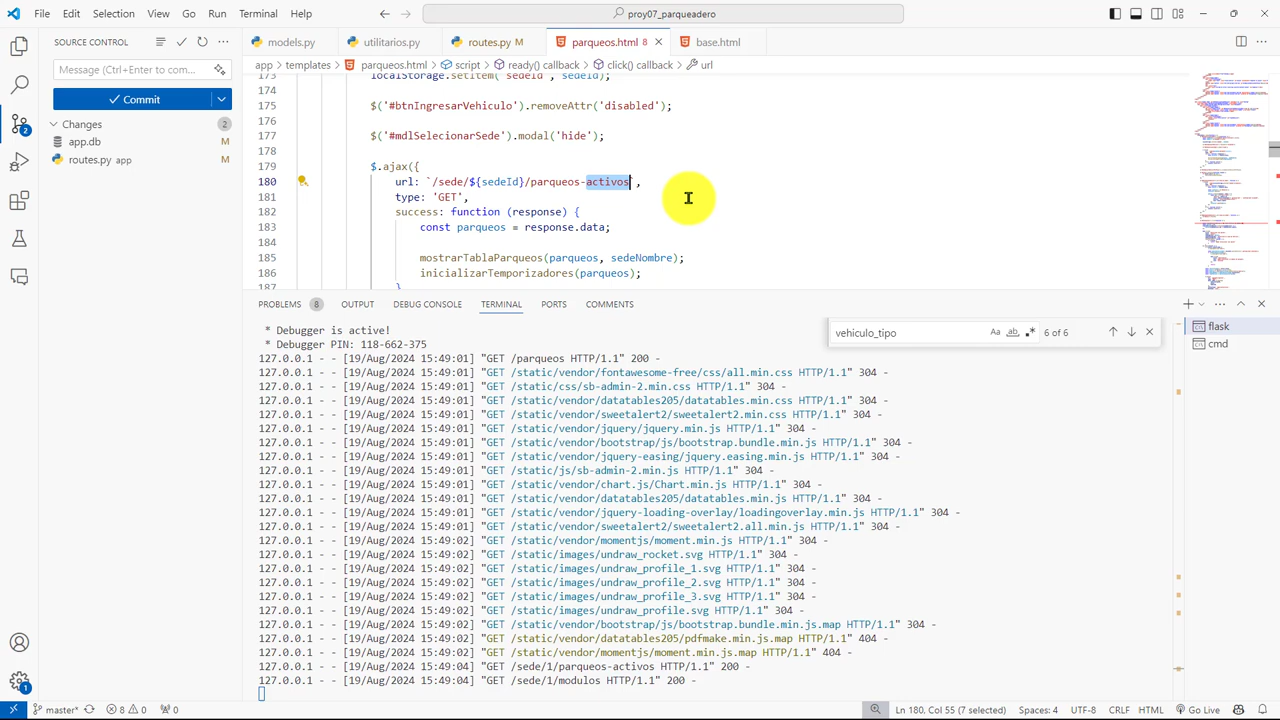 File Edit Selection View Go Run Terminal Help
proy07_parqueadero
SOURCE CONTROL
models.py
utilitarios.py
routes.py M
parqueos.html 8
base.html
app > templates > parqueos.html > script > callback > click() callback > url
Message (Ctrl+Enter to com...
Commit
2
app.db M
routes.py app M
173 localStorage.setItem('sedeId', sedeId);
174
175
176
177
178
179
180
181
182 function
183
184
185
186 inicializarContadores(parqueos);
187 }
PROBLEMS 8 OUTPUT DEBUG CONSOLE PORTS COMMENTS
vehiculo_tipo
Aa ab 6 of 6
flask
cmd
* Debugger is active!
* Debugger PIN: 118-662-375
127.0.0.1 - - [19/Aug/2024 15:49:01] "GET /parqueos HTTP/1.1" 200 -
127.0.0.1 - - [19/Aug/2024 15:49:01] "GET /static/vendor/fontawesome-free/css/all.min.css HTTP/1.1" 304 -
127.0.0.1 - - [19/Aug/2024 15:49:01] "GET /static/css/sb-admin-2.min.css HTTP/1.1" 304 -
127.0.0.1 - - [19/Aug/2024 15:49:01] "GET /static/vendor/datatables205/datatables.min.css HTTP/1.1" 304 -
127.0.0.1 - - [19/Aug/2024 15:49:01] "GET /static/vendor/sweetalert2/sweetalert2.min.css HTTP/1.1" 304 -
127.0.0.1 - - [19/Aug/2024 15:49:01] "GET /static/vendor/jquery/jquery.min.js HTTP/1.1" 304 -
127.0.0.1 - - [19/Aug/2024 15:49:01] "GET /static/vendor/bootstrap/js/bootstrap.bundle.min.js HTTP/1.1" 304 -
127.0.0.1 - - [19/Aug/2024 15:49:01] "GET /static/vendor/jquery-easing/jquery.easing.min.js HTTP/1.1" 304 -
127.0.0.1 - - [19/Aug/2024 15:49:01] "GET /static/js/sb-admin-2.min.js HTTP/1.1" 304 -
127.0.0.1 - - [19/Aug/2024 15:49:01] "GET /static/vendor/chart.js/Chart.min.js HTTP/1.1" 304 -
127.0.0.1 - - [19/Aug/2024 15:49:01] "GET /static/vendor/datatables205/datatables.min.js HTTP/1.1" 304 -
127.0.0.1 - - [19/Aug/2024 15:49:01] "GET /static/vendor/jquery-loading-overlay/loadingoverlay.min.js HTTP/1.1" 304 -
127.0.0.1 - - [19/Aug/2024 15:49:01] "GET /static/vendor/sweetalert2/sweetalert2.all.min.js HTTP/1.1" 304 -
127.0.0.1 - - [19/Aug/2024 15:49:02] "GET /static/vendor/momentjs/moment.min.js HTTP/1.1" 304 -
127.0.0.1 - - [19/Aug/2024 15:49:02] "GET /static/images/undraw_rocket.svg HTTP/1.1" 304 -
127.0.0.1 - - [19/Aug/2024 15:49:02] "GET /static/images/undraw_profile_1.svg HTTP/1.1" 304 -
127.0.0.1 - - [19/Aug/2024 15:49:02] "GET /static/images/undraw_profile_2.svg HTTP/1.1" 304 -
127.0.0.1 - - [19/Aug/2024 15:49:02] "GET /static/images/undraw_profile_3.svg HTTP/1.1" 304 -
127.0.0.1 - - [19/Aug/2024 15:49:02] "GET /static/images/undraw_profile.svg HTTP/1.1" 304 -
127.0.0.1 - - [19/Aug/2024 15:49:02] "GET /static/vendor/bootstrap/js/bootstrap.bundle.min.js.map HTTP/1.1" 304 -
127.0.0.1 - - [19/Aug/2024 15:49:02] "GET /static/vendor/datatables205/pdfmake.min.js.map HTTP/1.1" 404 -
127.0.0.1 - - [19/Aug/2024 15:49:02] "GET /static/vendor/momentjs/moment.min.js.map HTTP/1.1" 404 -
127.0.0.1 - - [19/Aug/2024 15:49:04] "GET /sede/1/parqueos-activos HTTP/1.1" 200 -
127.0.0.1 - - [19/Aug/2024 15:49:04] "GET /sede/1/modulos HTTP/1.1" 200 -
master* 8 0 0 Ln 180, Col 55 (7 selected) Spaces: 4 UTF-8 CRLF HTML Go Live